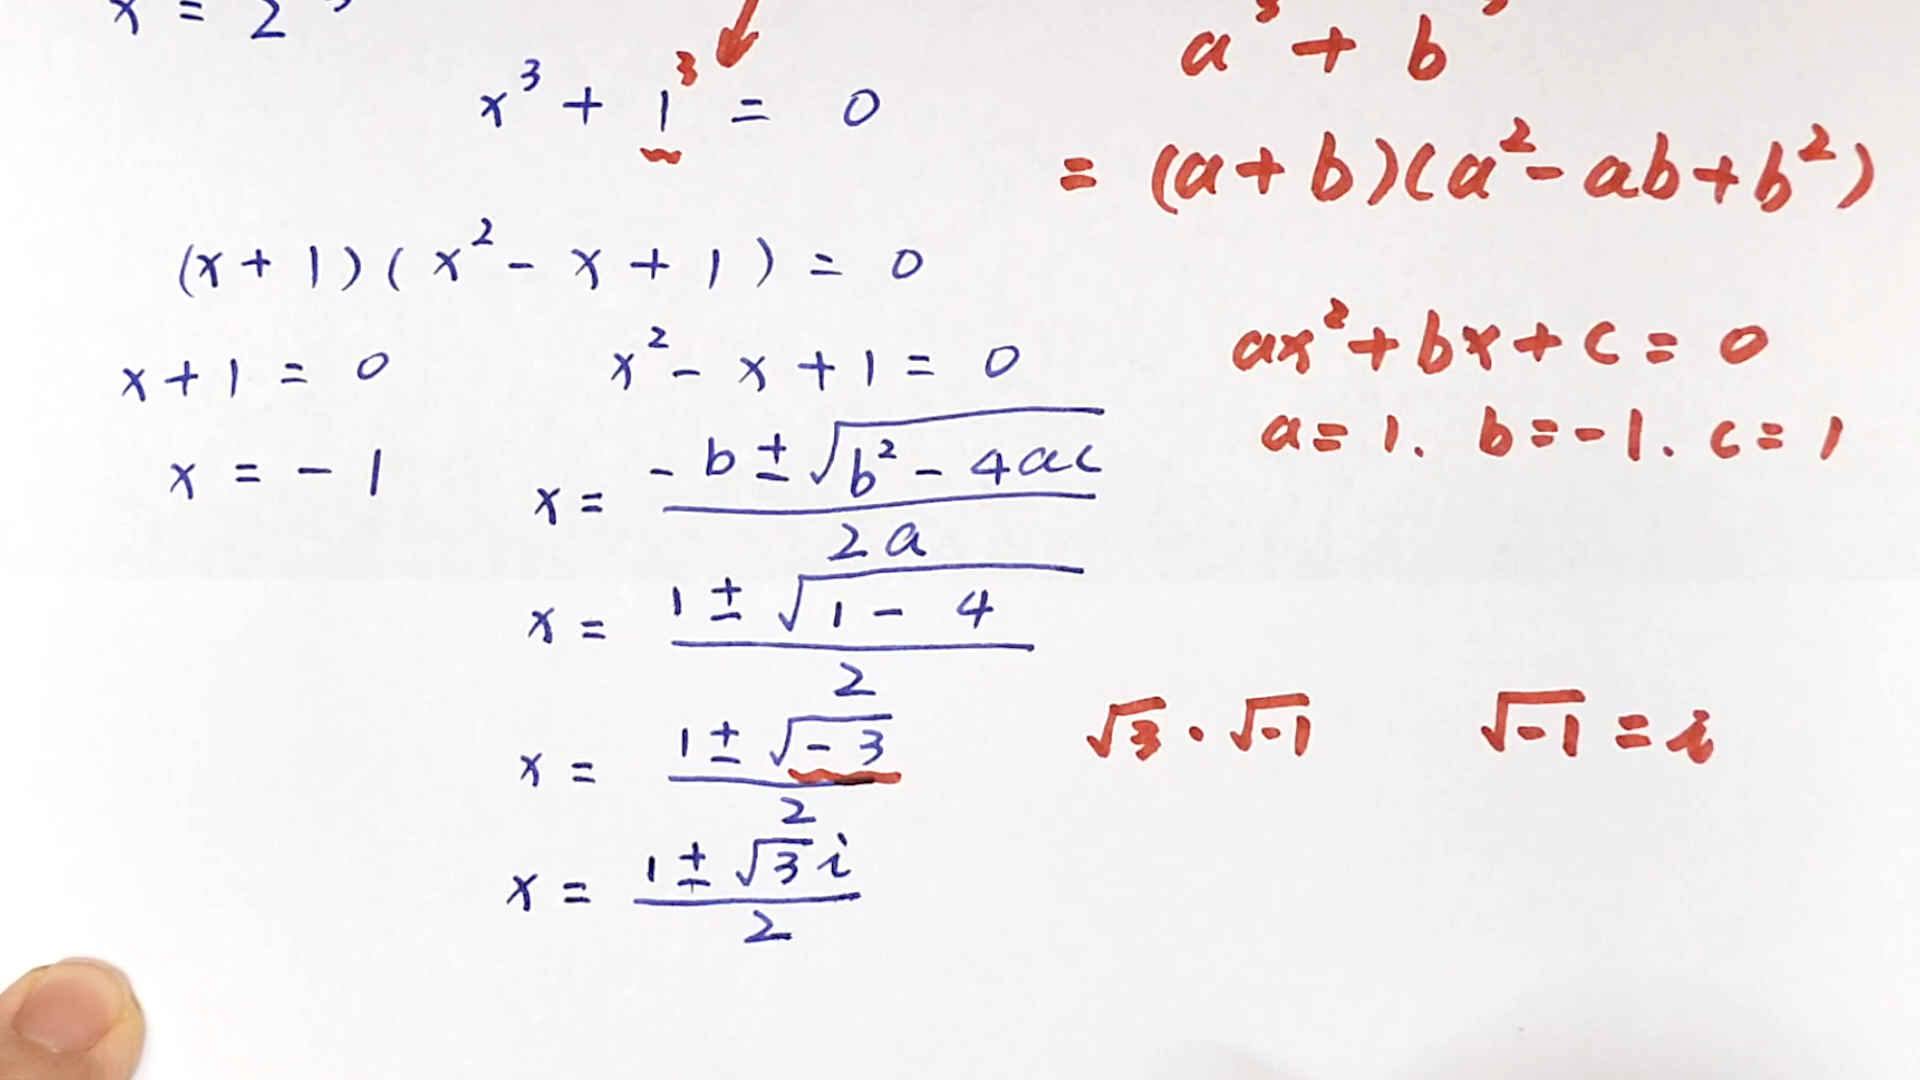 x = 2
x³ + 1³ = 0
(x + 1)(x² - x + 1) = 0
x + 1 = 0
x = - 1
x² - x + 1 = 0
x = (-b ± √(b² - 4ac)) / 2a
x = (1 ± √(1 - 4)) / 2
x = (1 ± √(-3)) / 2
x = (1 ± √3 i) / 2
a³ + b³
= (a + b)(a² - ab + b²)
ax² + bx + c = 0
a = 1. b = -1. c = 1
√3 · √-1
√-1 = i